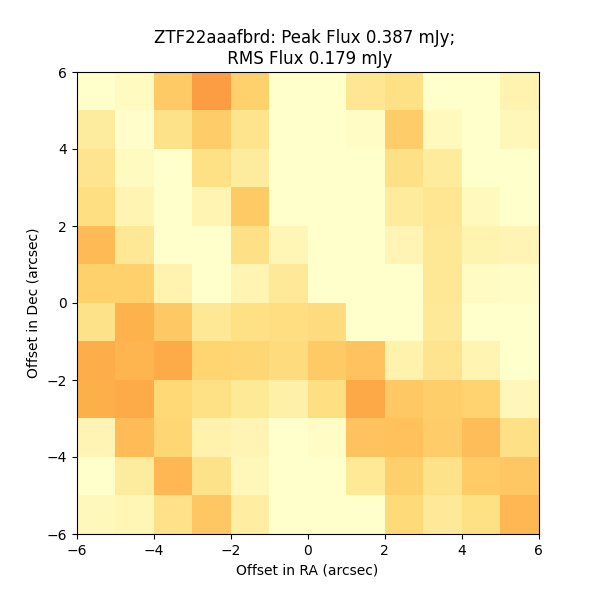 ZTF22aaafbrd: Peak Flux 0.387 mJy;
RMS Flux 0.179 mJy
6
4
2
0
−2
−4
−6
Offset in Dec (arcsec)
−6 −4 −2 0 2 4 6
Offset in RA (arcsec)